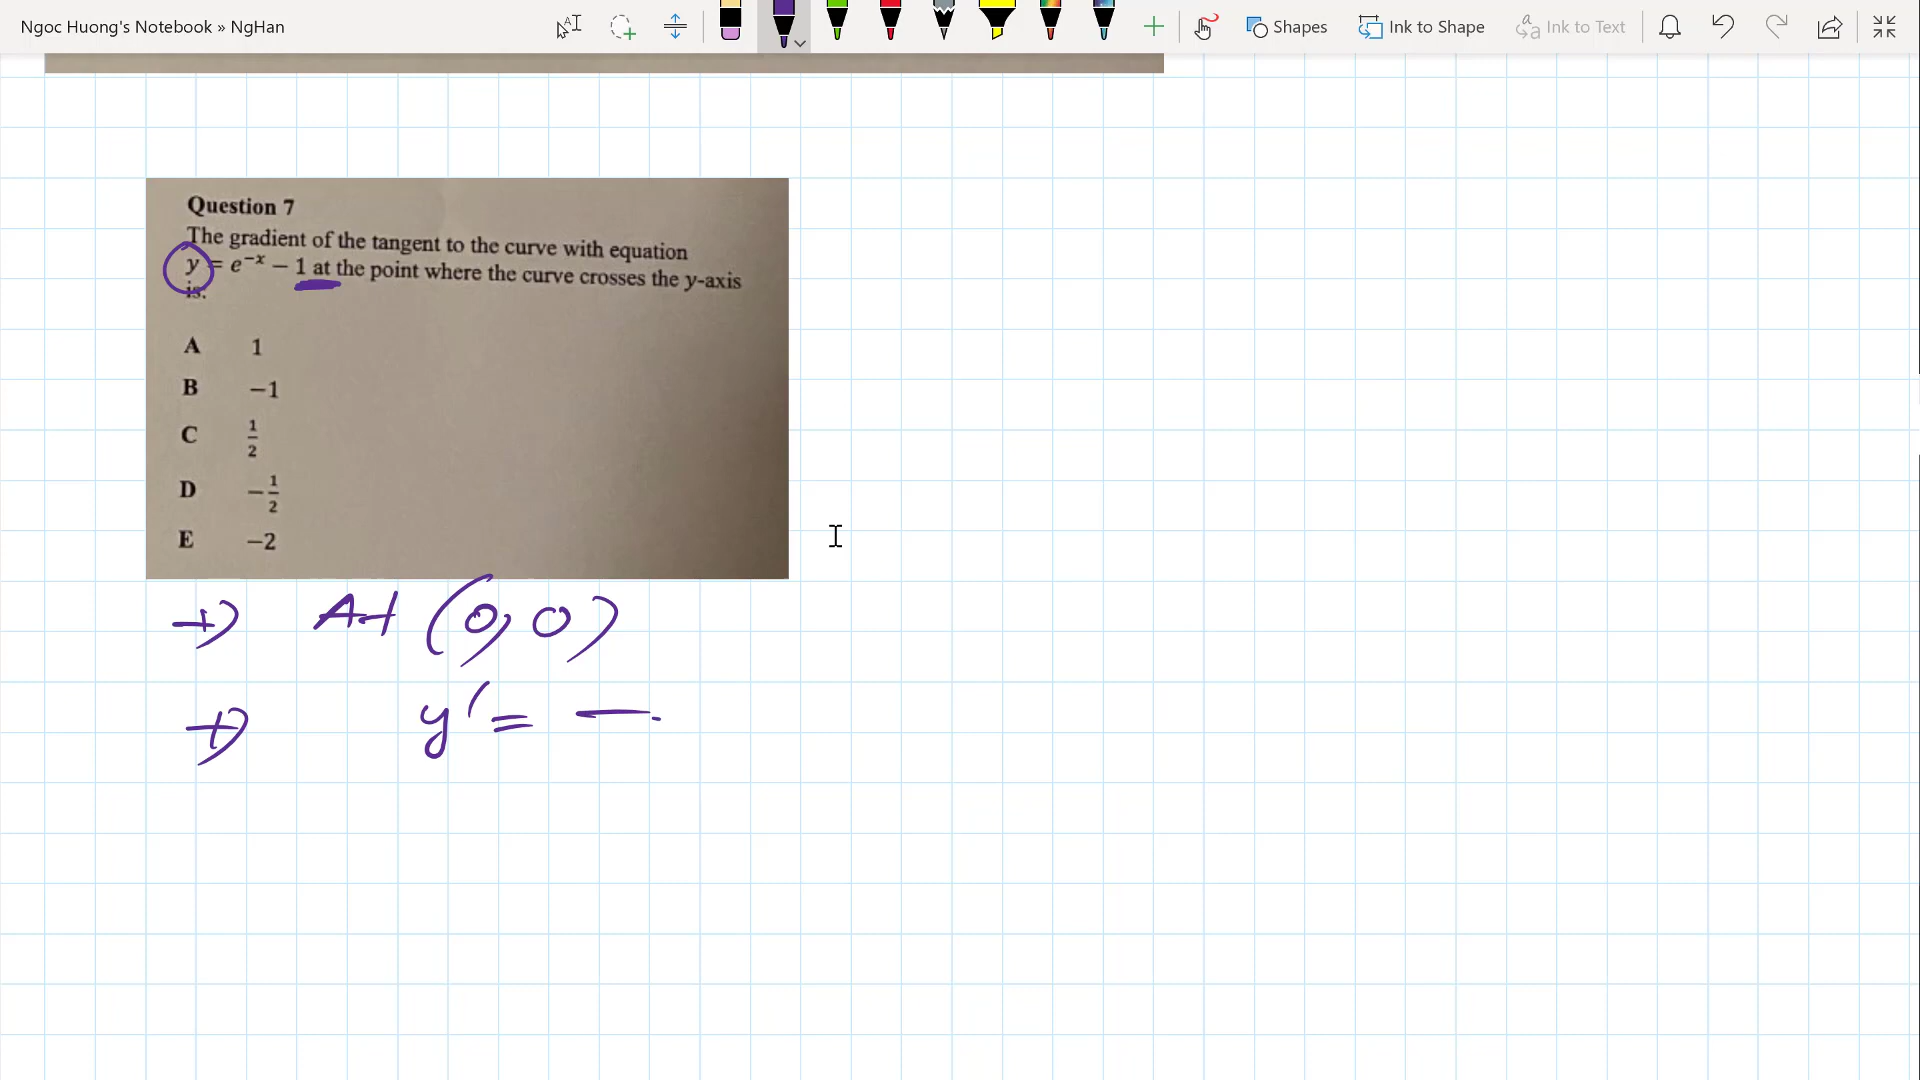 Ngoc Huong's Notebook » NgHan
Shapes
Ink to Shape
Ink to Text
Question 7
The gradient of the tangent to the curve with equation
y = e^{-x} − 1 at the point where the curve crosses the y-axis
is:
A 1
B −1
C 1/2
D −1/2
E −2
At (0, 0)
y' = —